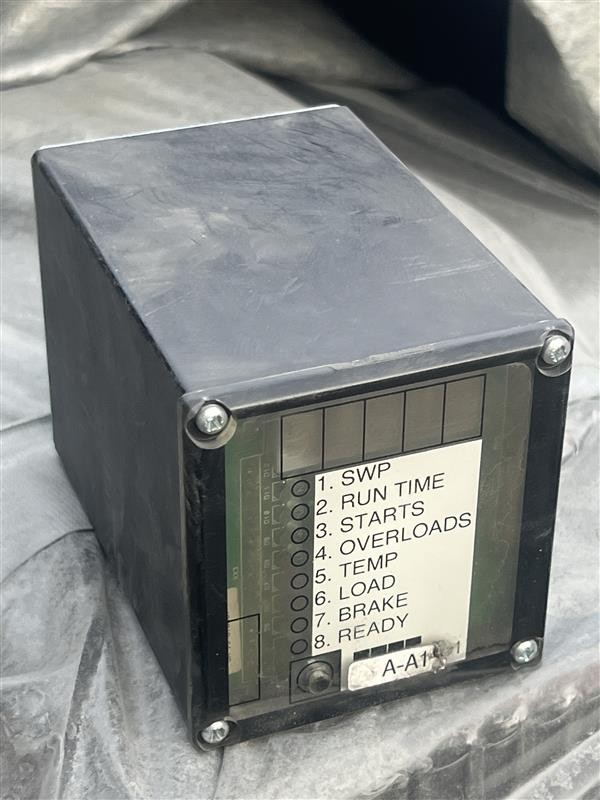 1. SWP
2. RUN TIME
3. STARTS
4. OVERLOADS
5. TEMP
6. LOAD
7. BRAKE
8. READY